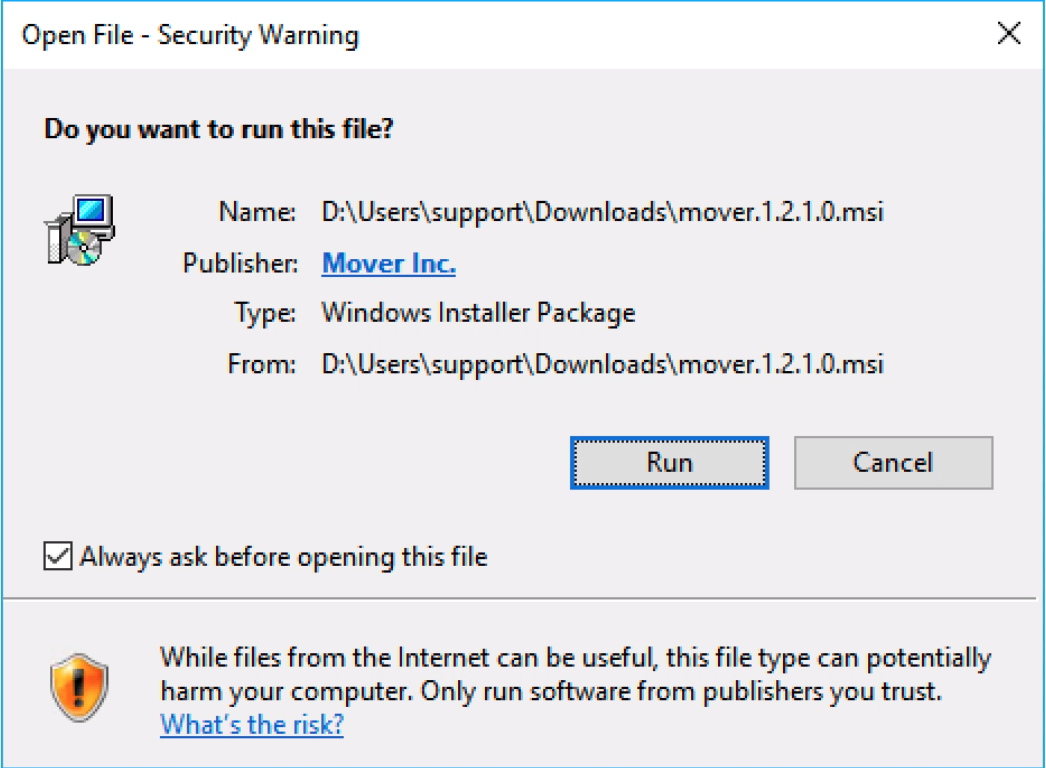 Open File - Security Warning
Do you want to run this file?
Name: D:\Users\support\Downloads\mover.1.2.1.0.msi
Publisher: Mover Inc.
Type: Windows Installer Package
From: D:\Users\support\Downloads\mover.1.2.1.0.msi
Run Cancel
Always ask before opening this file
While files from the Internet can be useful, this file type can potentially
harm your computer. Only run software from publishers you trust.
What's the risk?